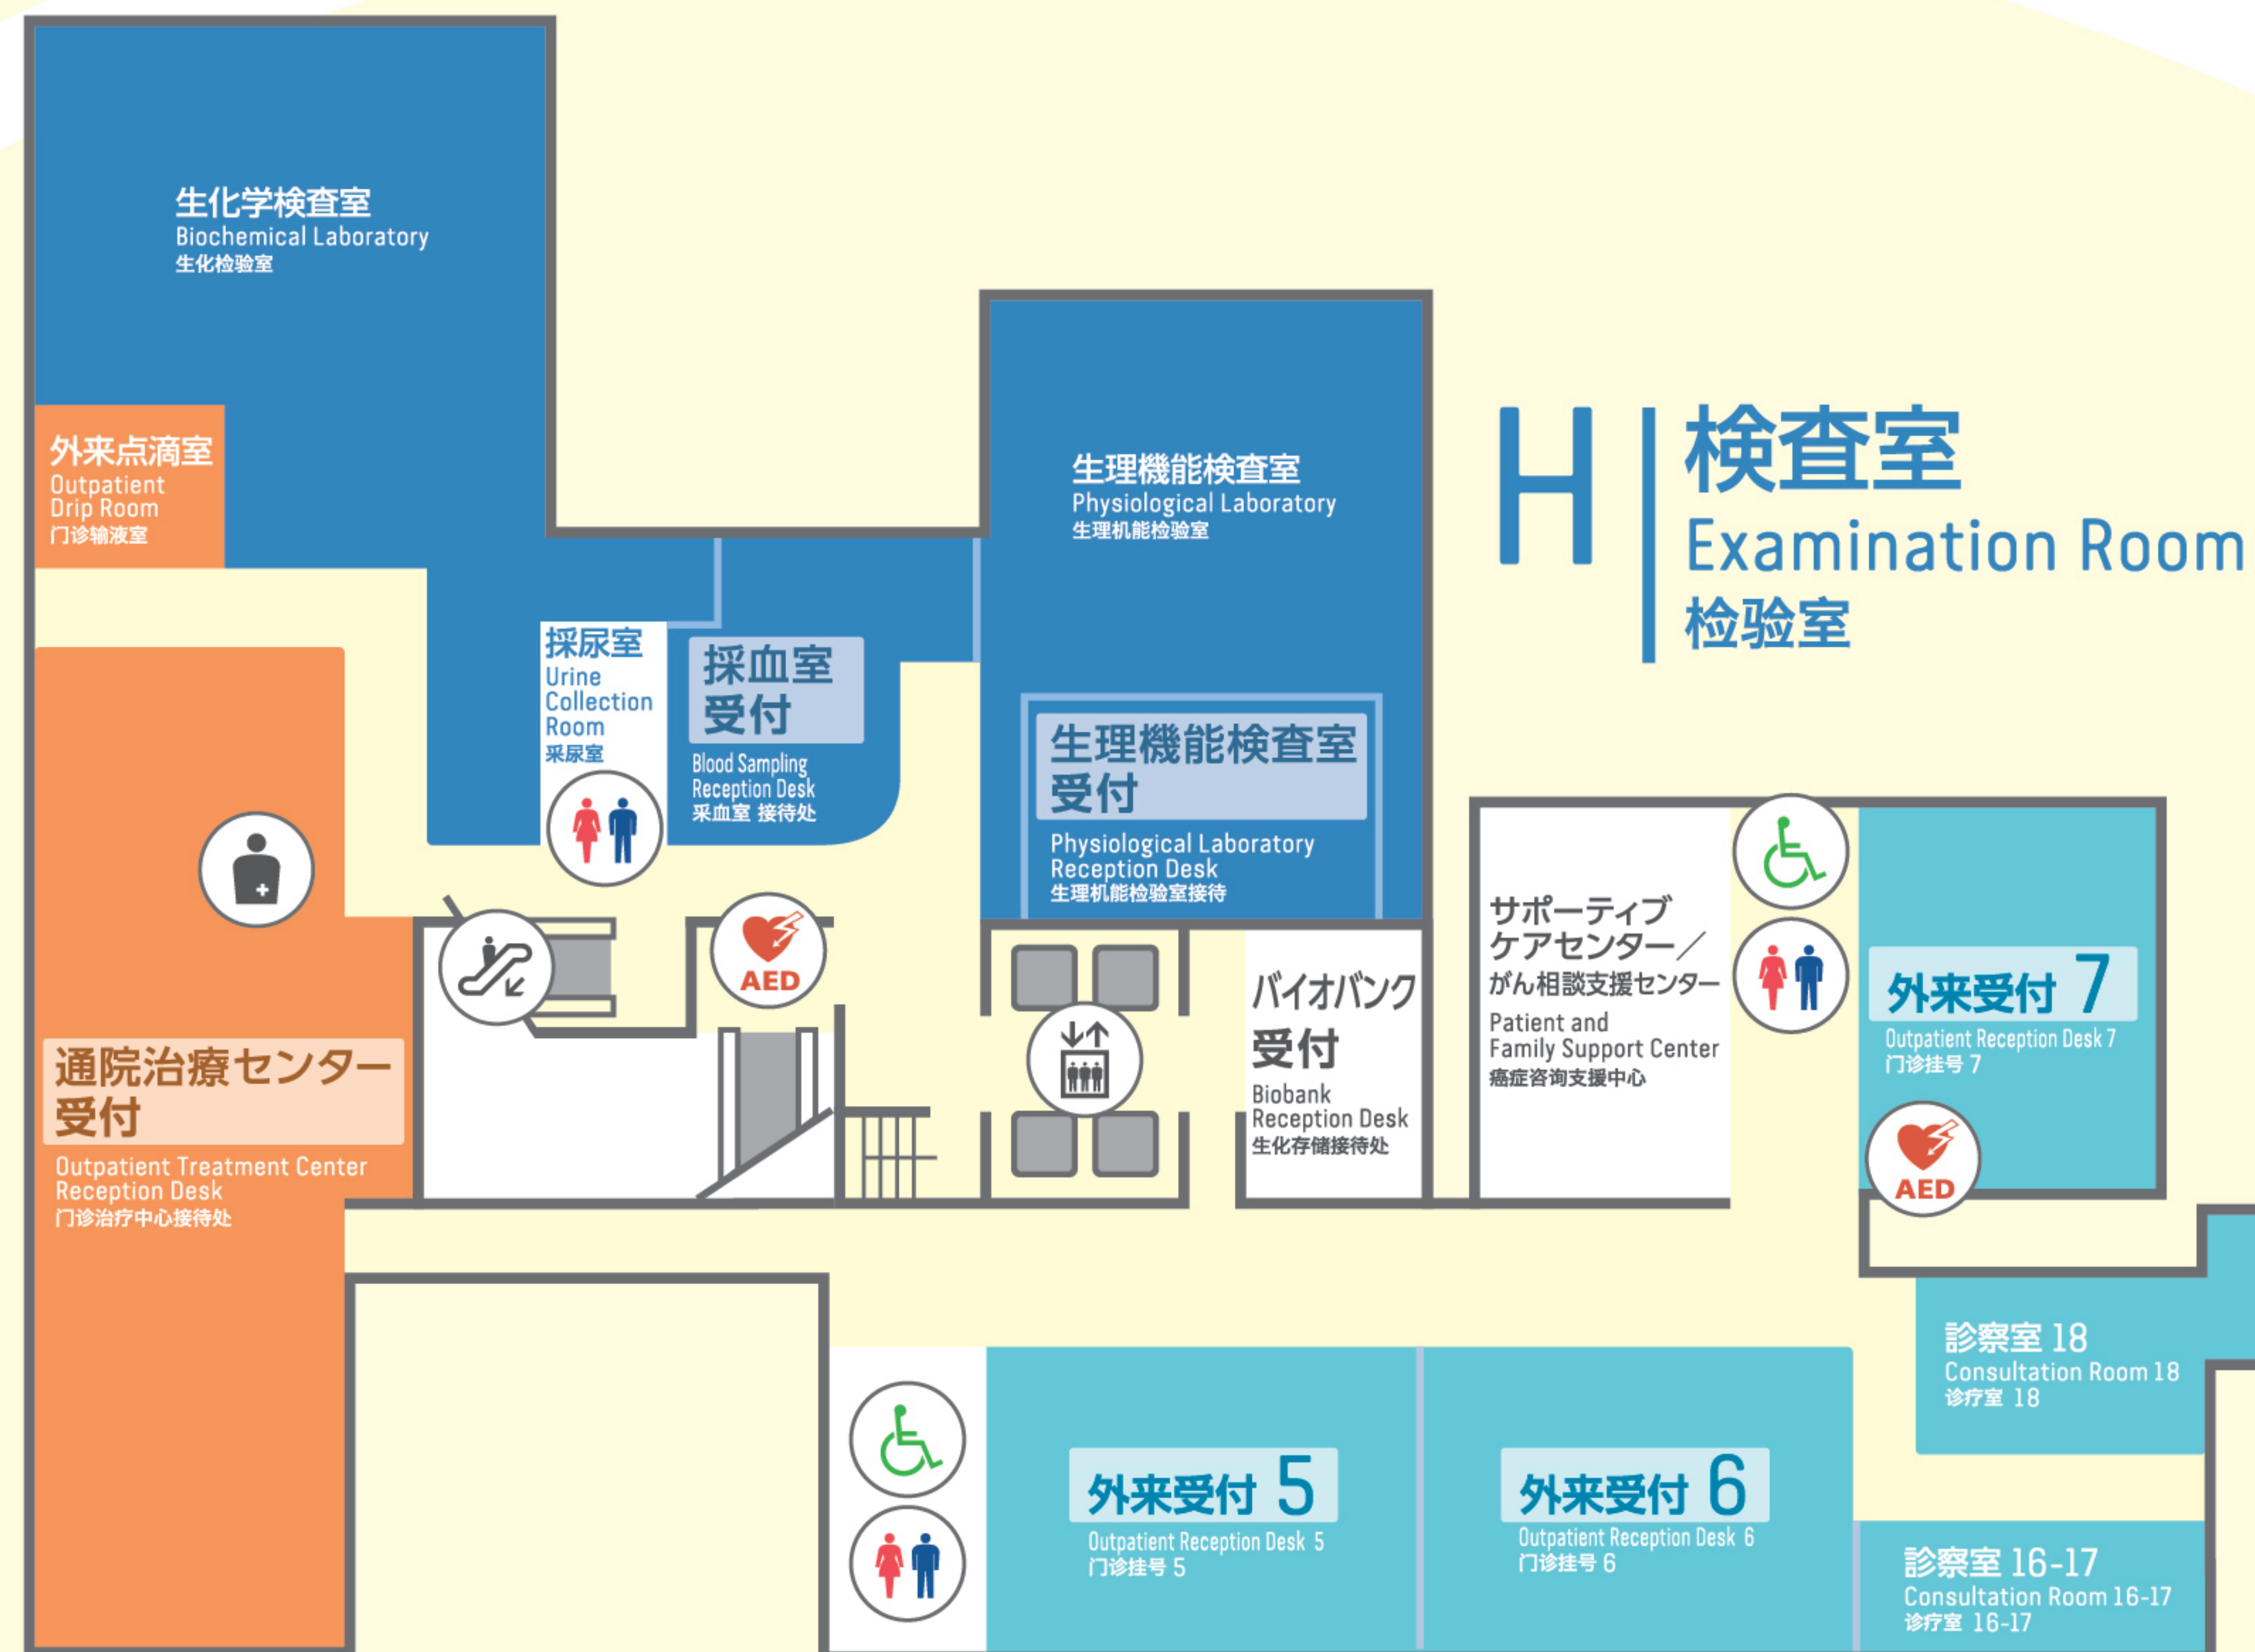 生化学検査室
Biochemical Laboratory
生化检验室
外来点滴室
Outpatient
Drip Room
门诊输液室
生理機能検査室
Physiological Laboratory
生理机能检验室
H
検査室
Examination Room
检验室
採尿室
Urine
Collection
Room
采尿室
採血室
受付
Blood Sampling
Reception Desk
采血室 接待处
生理機能検査室
受付
Physiological Laboratory
Reception Desk
生理机能检验室接待
AED
通院治療センター
受付
Outpatient Treatment Center
Reception Desk
门诊治疗中心接待处
バイオバンク
受付
Biobank
Reception Desk
生化存储接待处
サポーティブ
ケアセンター／
がん相談支援センター
Patient and
Family Support Center
癌症咨询支援中心
外来受付 7
Outpatient Reception Desk 7
门诊挂号 7
AED
診察室 18
Consultation Room 18
诊疗室 18
外来受付 5
Outpatient Reception Desk 5
门诊挂号 5
外来受付 6
Outpatient Reception Desk 6
门诊挂号 6
診察室 16-17
Consultation Room 16-17
诊疗室 16-17